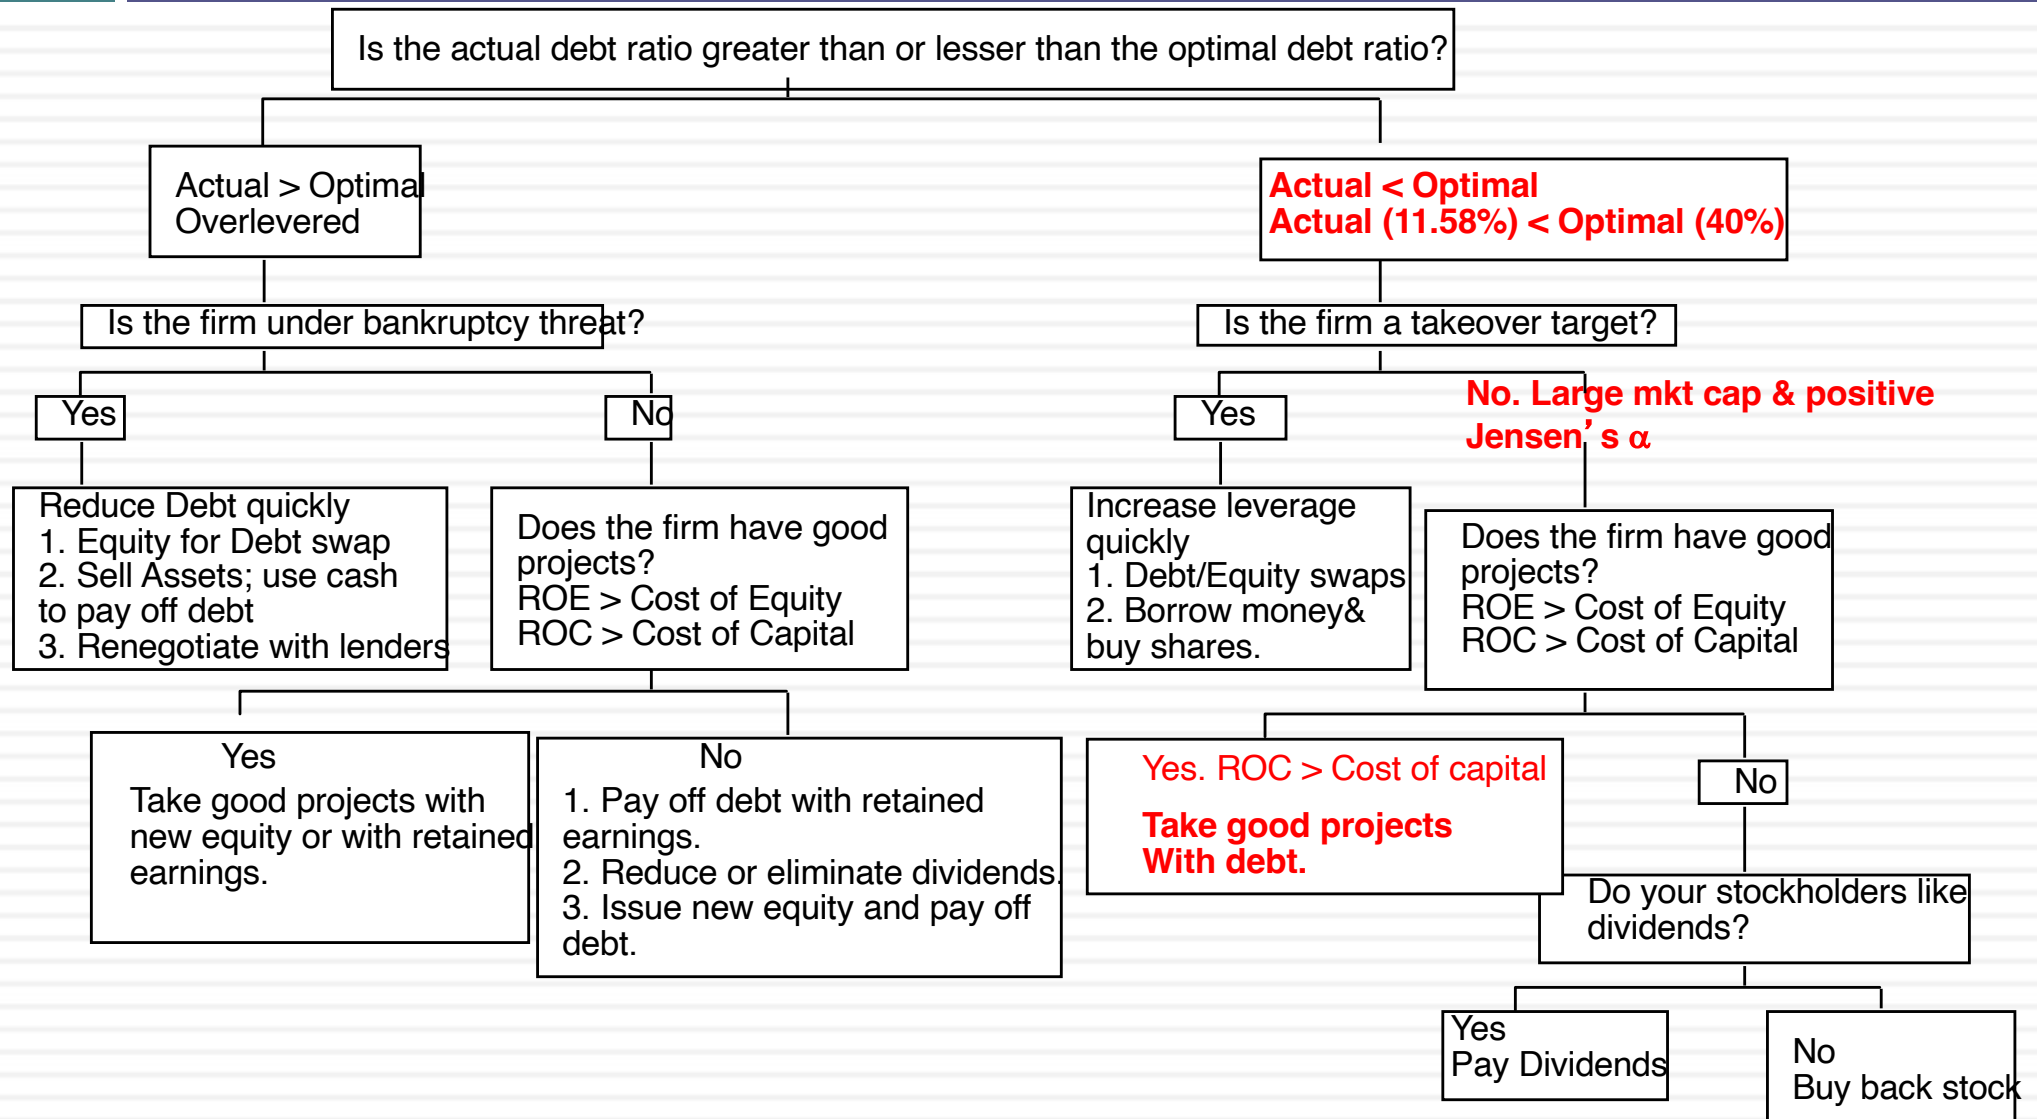 Is the actual debt ratio greater than or lesser than the optimal debt ratio?
Actual > Optimal
Overlevered
Actual < Optimal
Actual (11.58%) < Optimal (40%)
Is the firm under bankruptcy threat?
Is the firm a takeover target?
Yes
No
Yes
No. Large mkt cap & positive
Jensen’ s α
Reduce Debt quickly
1. Equity for Debt swap
2. Sell Assets; use cash
to pay off debt
3. Renegotiate with lenders
Does the firm have good
projects?
ROE > Cost of Equity
ROC > Cost of Capital
Increase leverage
quickly
1. Debt/Equity swaps
2. Borrow money&
buy shares.
Does the firm have good
projects?
ROE > Cost of Equity
ROC > Cost of Capital
Yes
Take good projects with
new equity or with retained
earnings.
No
1. Pay off debt with retained
earnings.
2. Reduce or eliminate dividends.
3. Issue new equity and pay off
debt.
Yes. ROC > Cost of capital
Take good projects
With debt.
No
Do your stockholders like
dividends?
Yes
Pay Dividends
No
Buy back stock